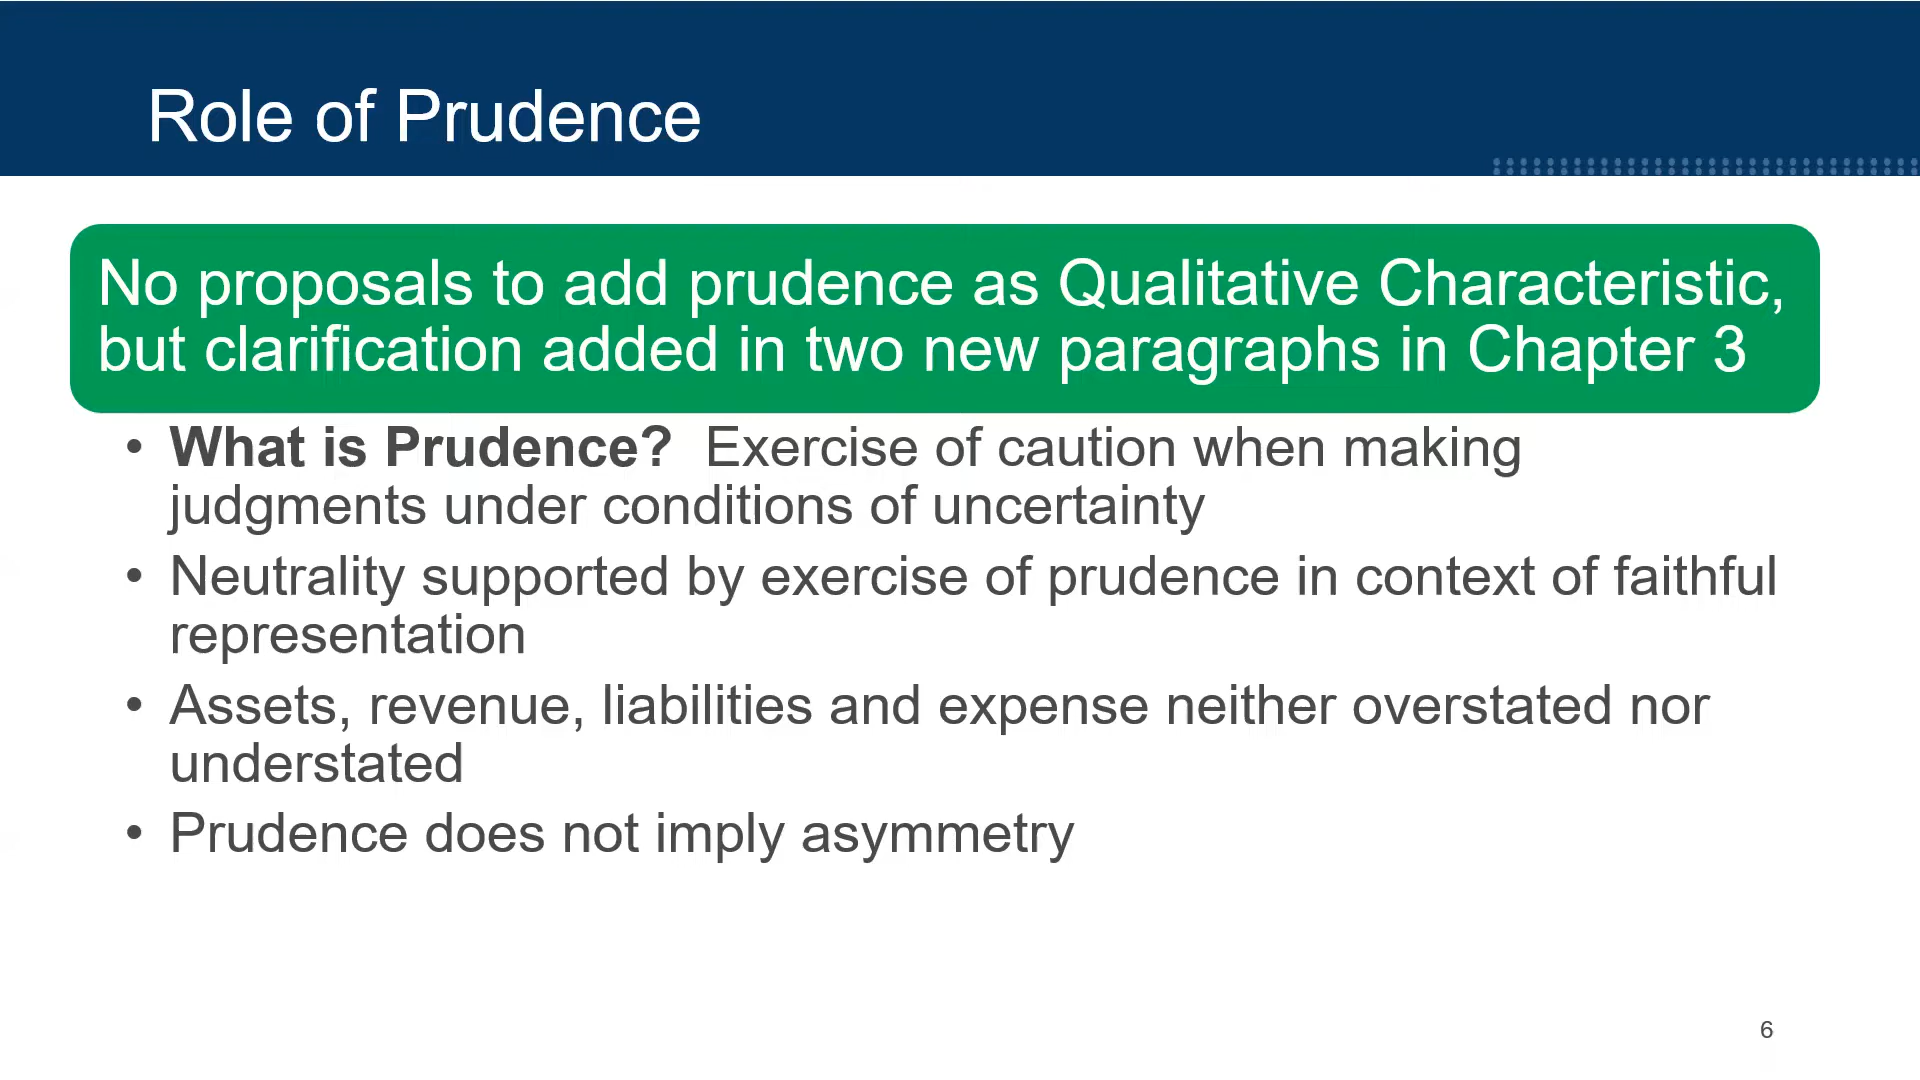 Role of Prudence
No proposals to add prudence as Qualitative Characteristic,
but clarification added in two new paragraphs in Chapter 3
• What is Prudence? Exercise of caution when making
judgments under conditions of uncertainty
• Neutrality supported by exercise of prudence in context of faithful
representation
• Assets, revenue, liabilities and expense neither overstated nor
understated
• Prudence does not imply asymmetry
6